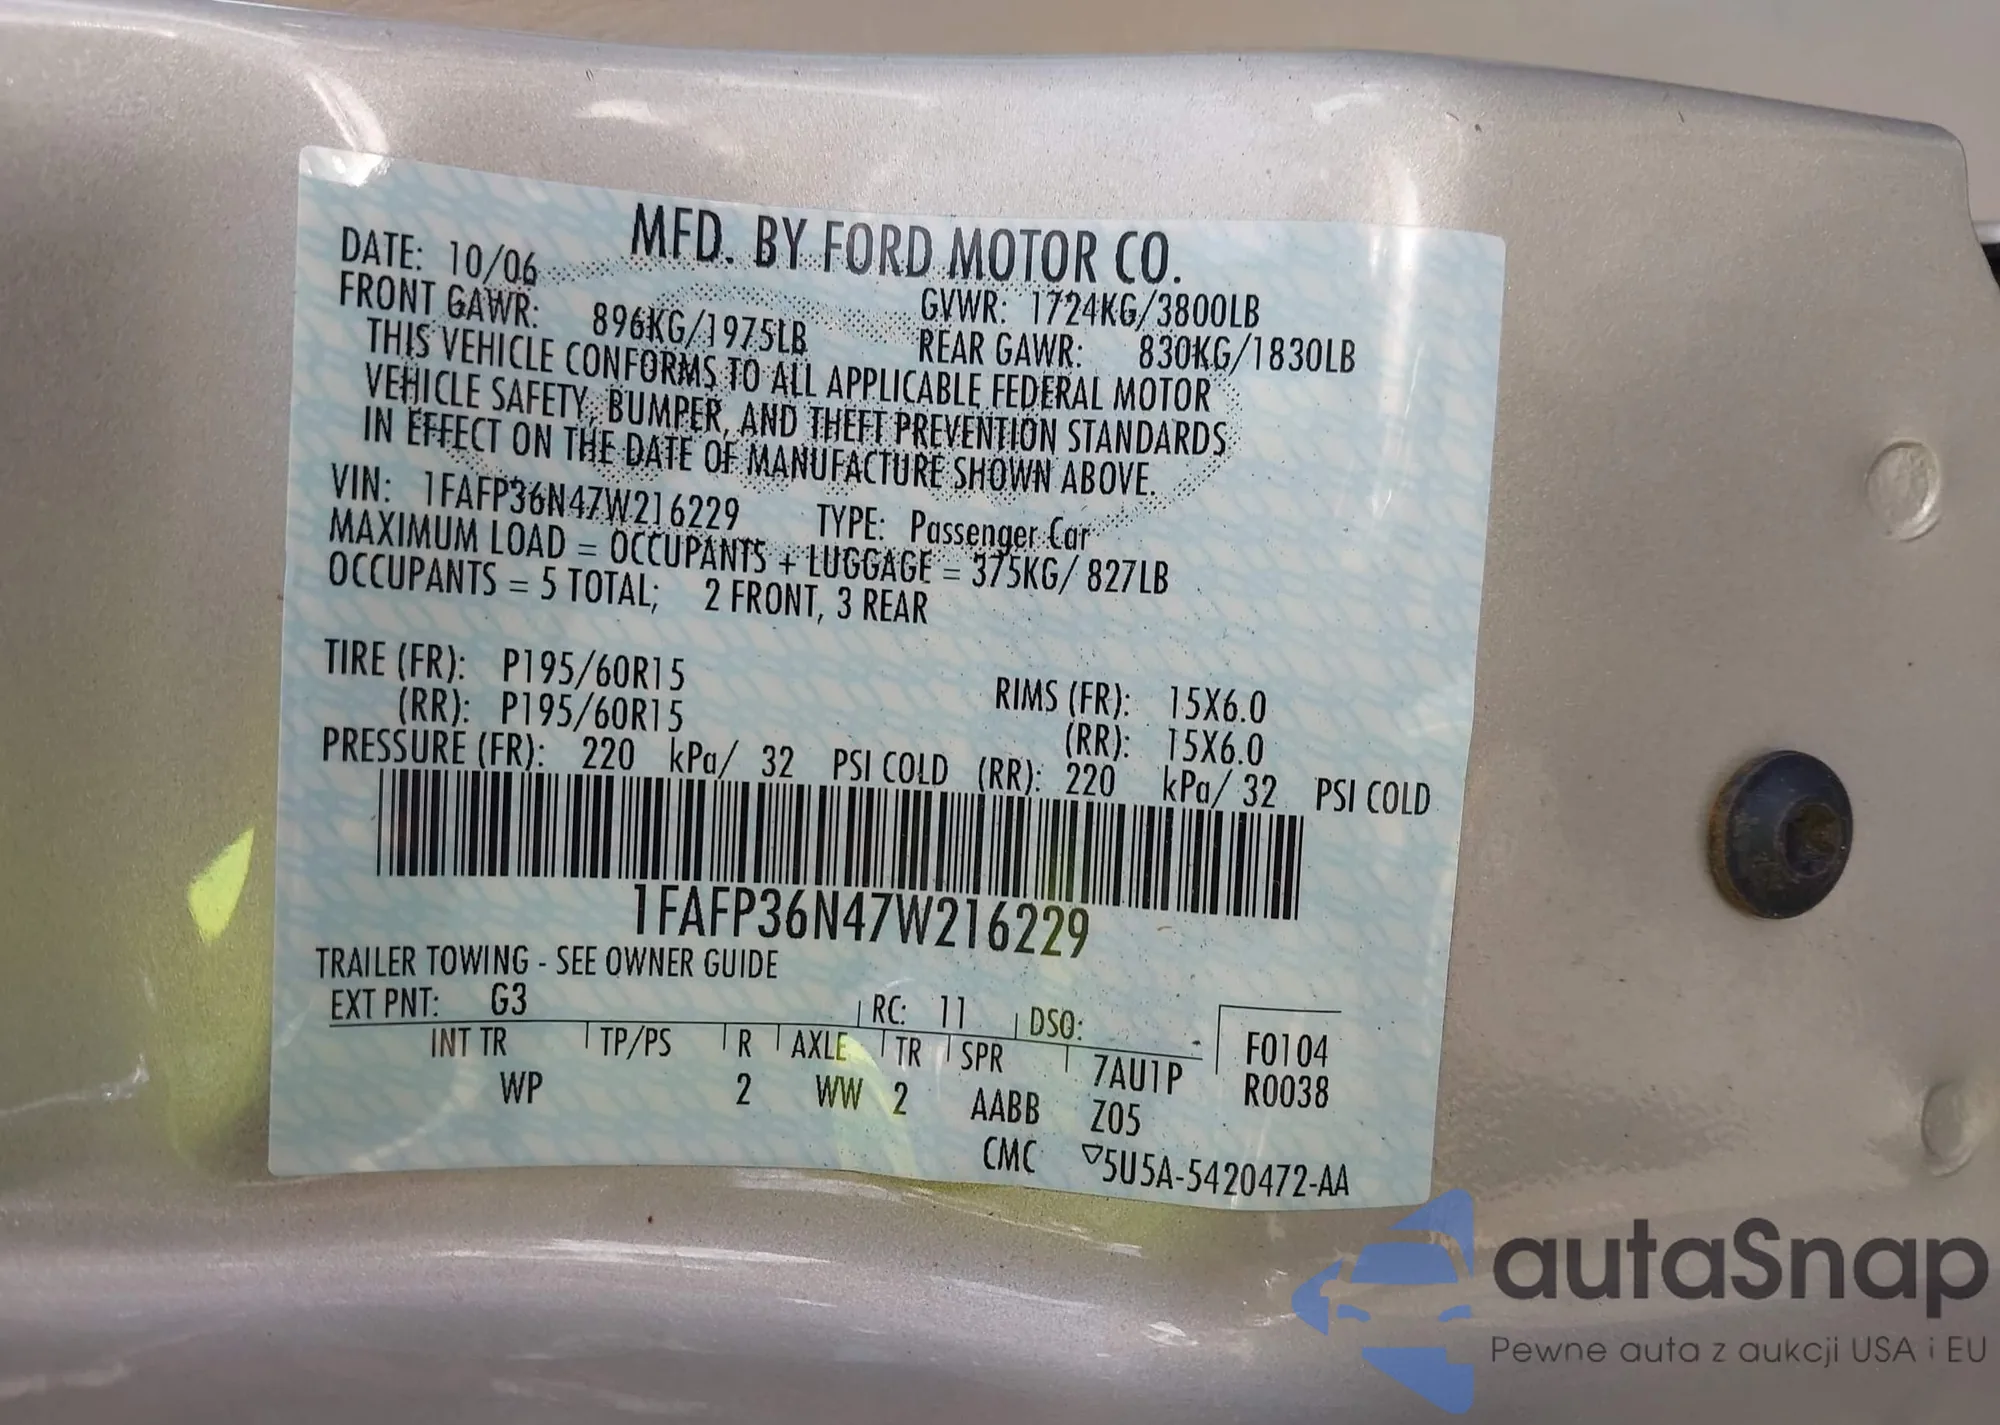 MFD. BY FORD MOTOR CO.
DATE: 10/06
GVWR: 1724KG/3800LB
FRONT GAWR: 896KG/1975LB
REAR GAWR: 830KG/1830LB
THIS VEHICLE CONFORMS TO ALL APPLICABLE FEDERAL MOTOR
VEHICLE SAFETY, BUMPER, AND THEFT PREVENTION STANDARDS
IN EFFECT ON THE DATE OF MANUFACTURE SHOWN ABOVE.
VIN: 1FAFP36N47W216229 TYPE: Passenger Car
MAXIMUM LOAD = OCCUPANTS + LUGGAGE = 375KG/ 827LB
OCCUPANTS = 5 TOTAL; 2 FRONT, 3 REAR
TIRE (FR): P195/60R15 RIMS (FR): 15X6.0
(RR): P195/60R15 (RR): 15X6.0
PRESSURE (FR): 220 kPa/ 32 PSI COLD (RR): 220 kPa/ 32 PSI COLD
1FAFP36N47W216229
TRAILER TOWING - SEE OWNER GUIDE
EXT PNT: G3 RC: 11 DSO: F0104
INT TR TP/PS R AXLE TR SPR 7AU1P R0038
WP 2 WW 2 AABB Z05
CMC ▽5U5A-5420472-AA
autaSnap
Pewne auta z aukcji USA i EU